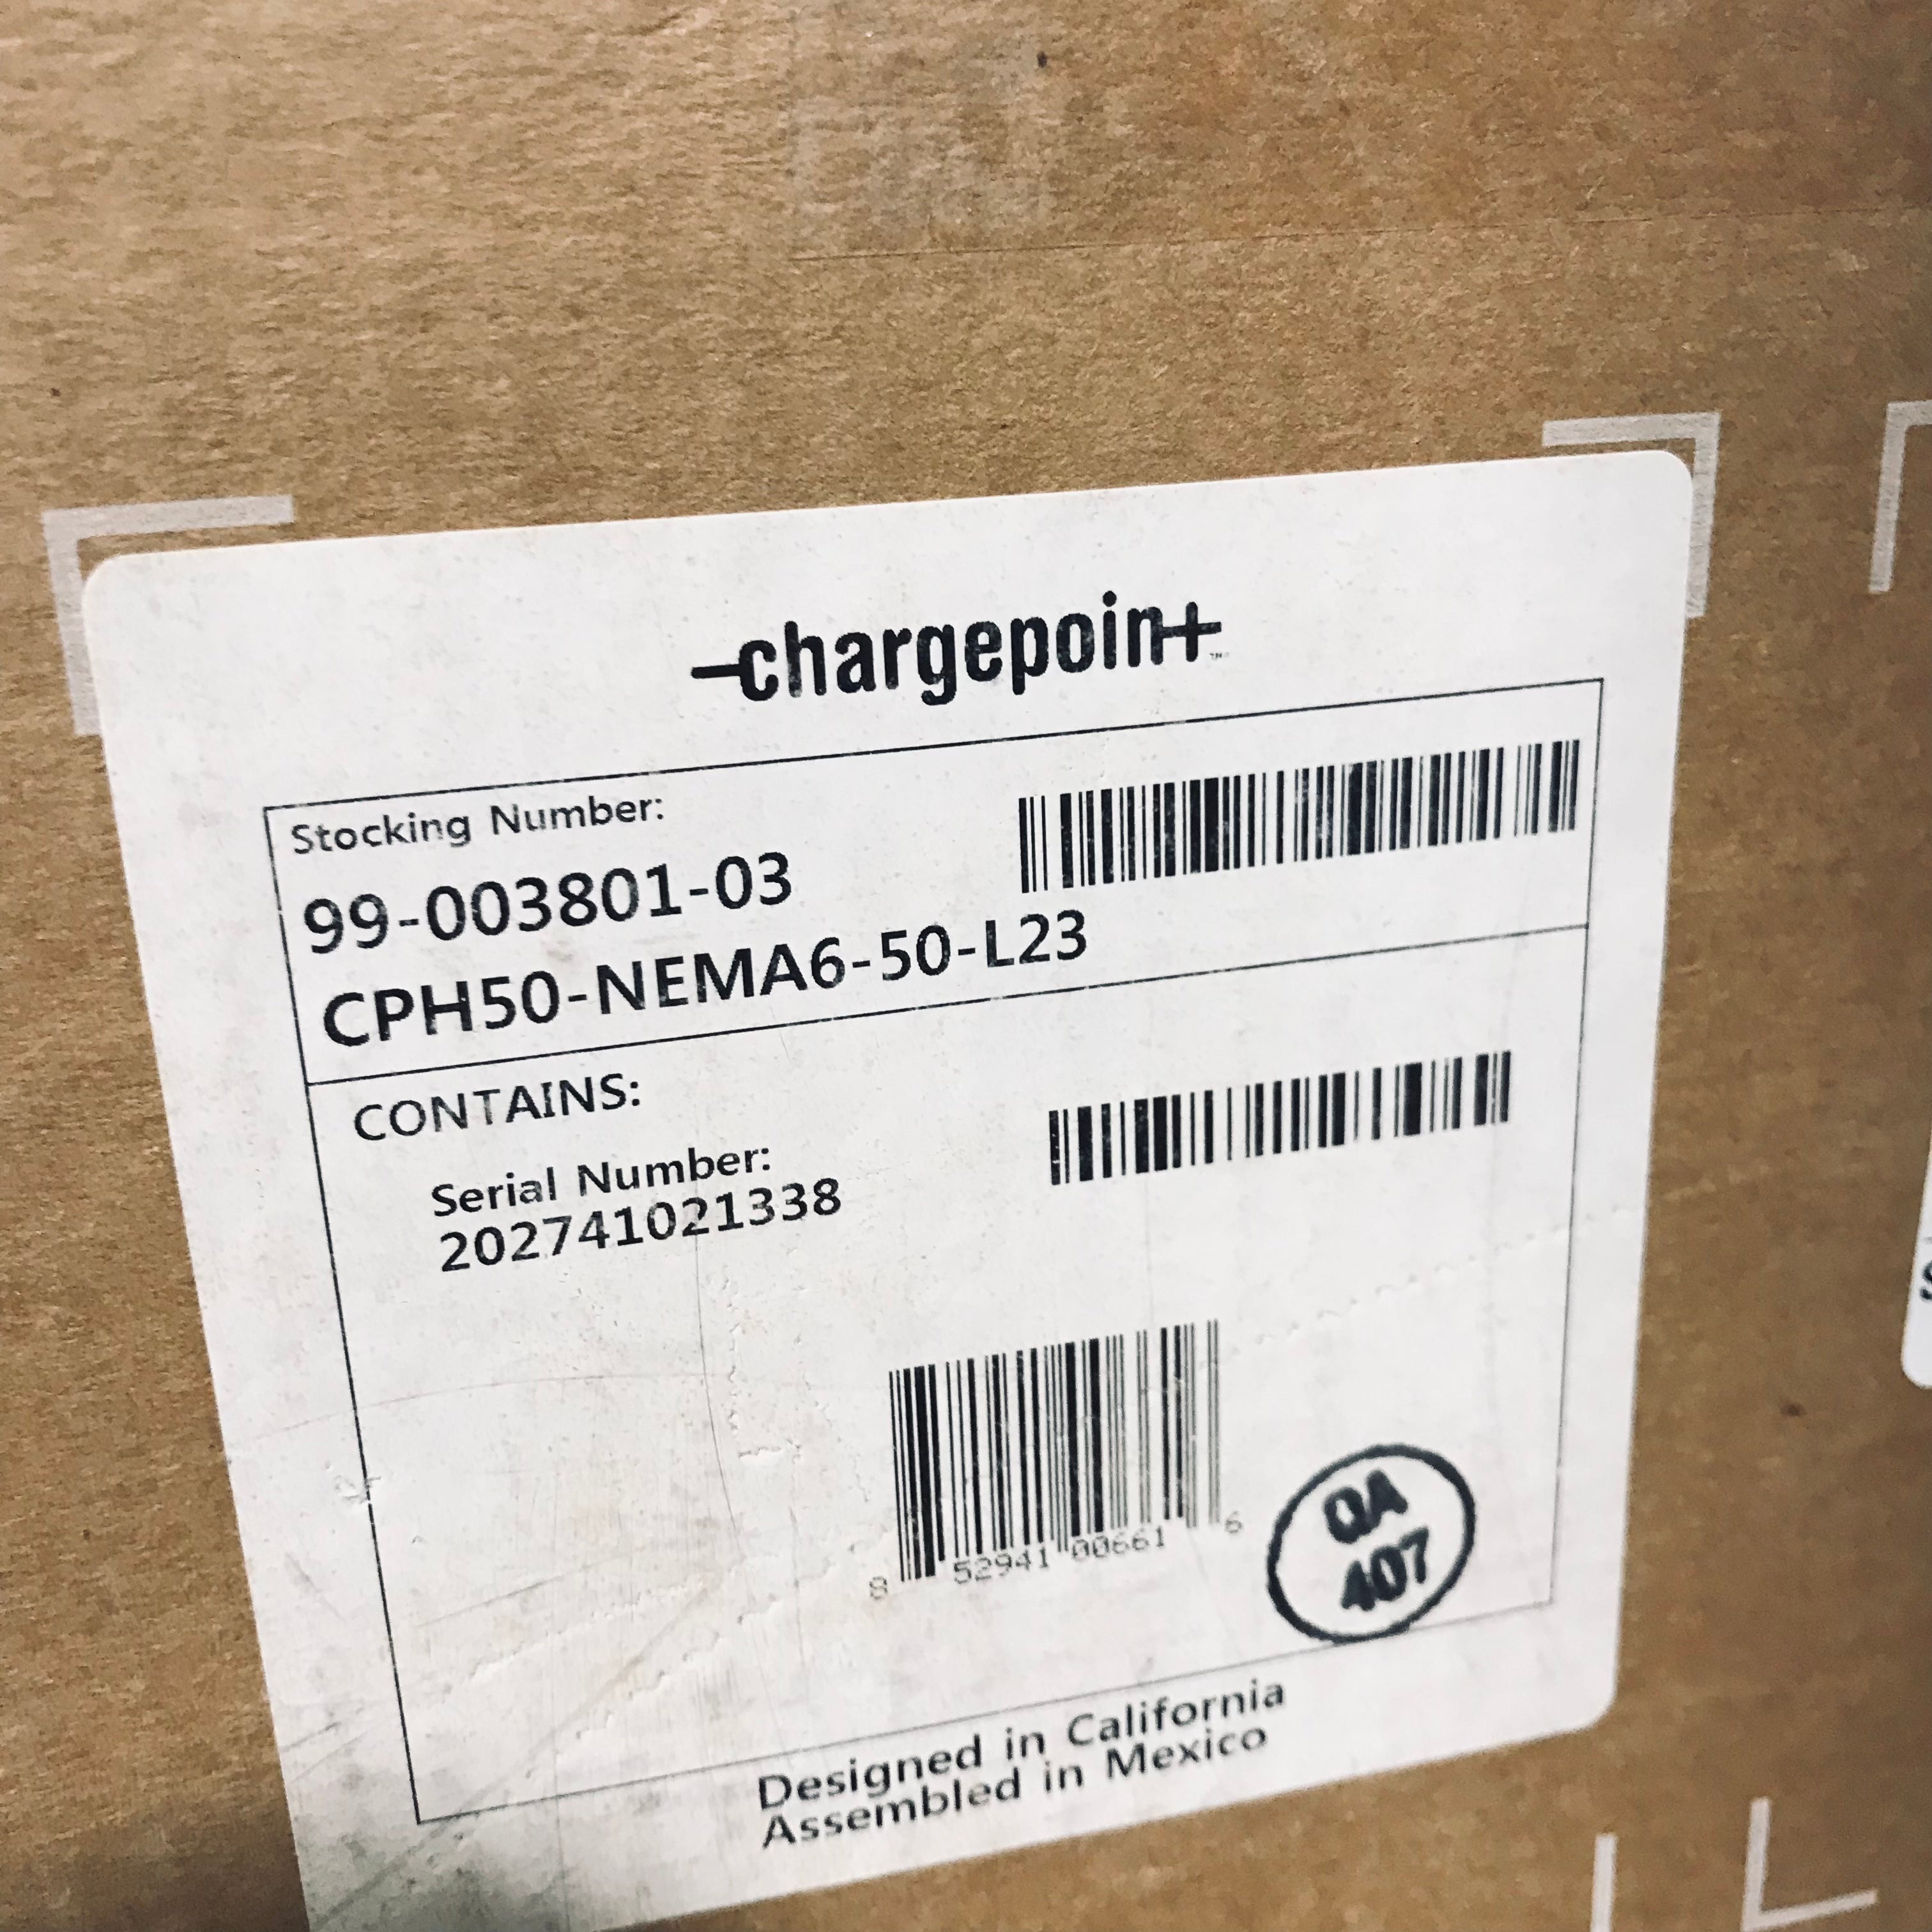 chargepoint™
Stocking Number:
99-003801-03
CPH50-NEMA6-50-L23
CONTAINS:
Serial Number:
202741021338
8 52941 00661 6
QA
407
Designed in California
Assembled in Mexico
S